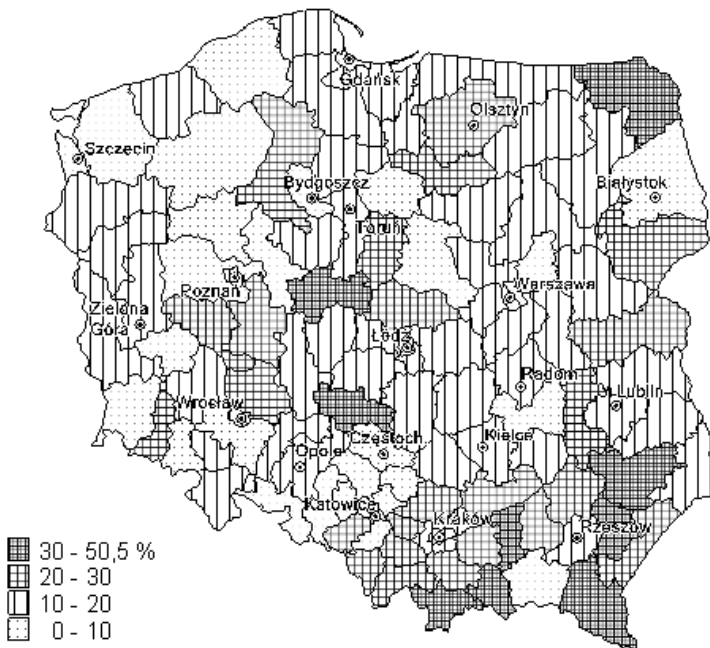 Gdańsk
Olsztyn
Szczecin
Bydgoszcz
Białystok
Toruń
Poznań
Warszawa
Zielona
Góra
Łódź
Radom
Lublin
Wrocław
Częstoch.
Kielce
Opole
Katowice
Kraków
Rzeszów
30 - 50,5 %
20 - 30
10 - 20
0 - 10